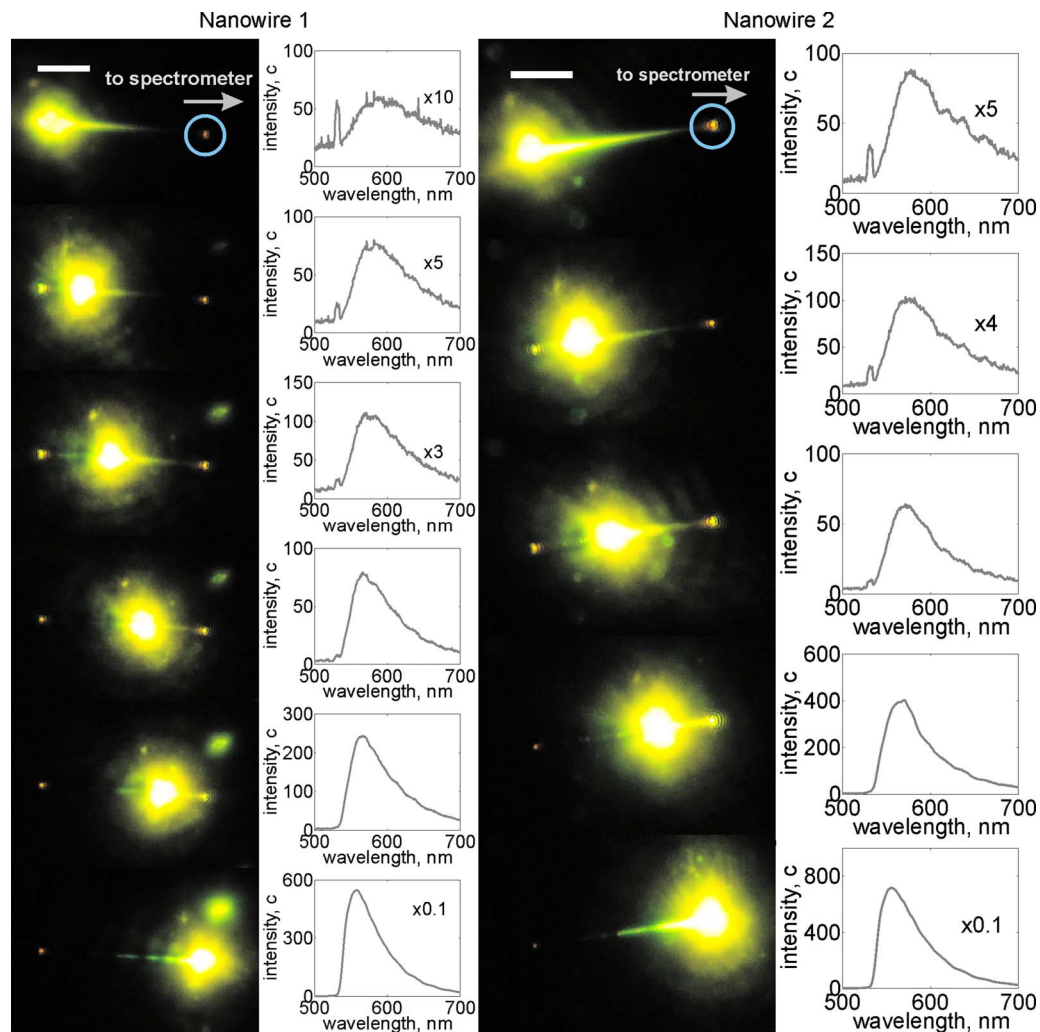 Nanowire 1
Nanowire 2
to spectrometer
100
50
0
intensity, c
x10
500 600 700
wavelength, nm
to spectrometer
100
50
0
intensity, c
x5
500 600 700
wavelength, nm
100
50
0
intensity, c
x5
500 600 700
wavelength, nm
150
100
50
0
intensity, c
x4
500 600 700
wavelength, nm
150
100
50
0
intensity, c
x3
500 600 700
wavelength, nm
100
50
0
intensity, c
500 600 700
wavelength, nm
100
50
0
intensity, c
500 600 700
wavelength, nm
600
400
200
0
intensity, c
500 600 700
wavelength, nm
300
200
100
0
intensity, c
500 600 700
wavelength, nm
800
400
0
intensity, c
x0.1
500 600 700
wavelength, nm
600
300
0
intensity, c
x0.1
500 600 700
wavelength, nm